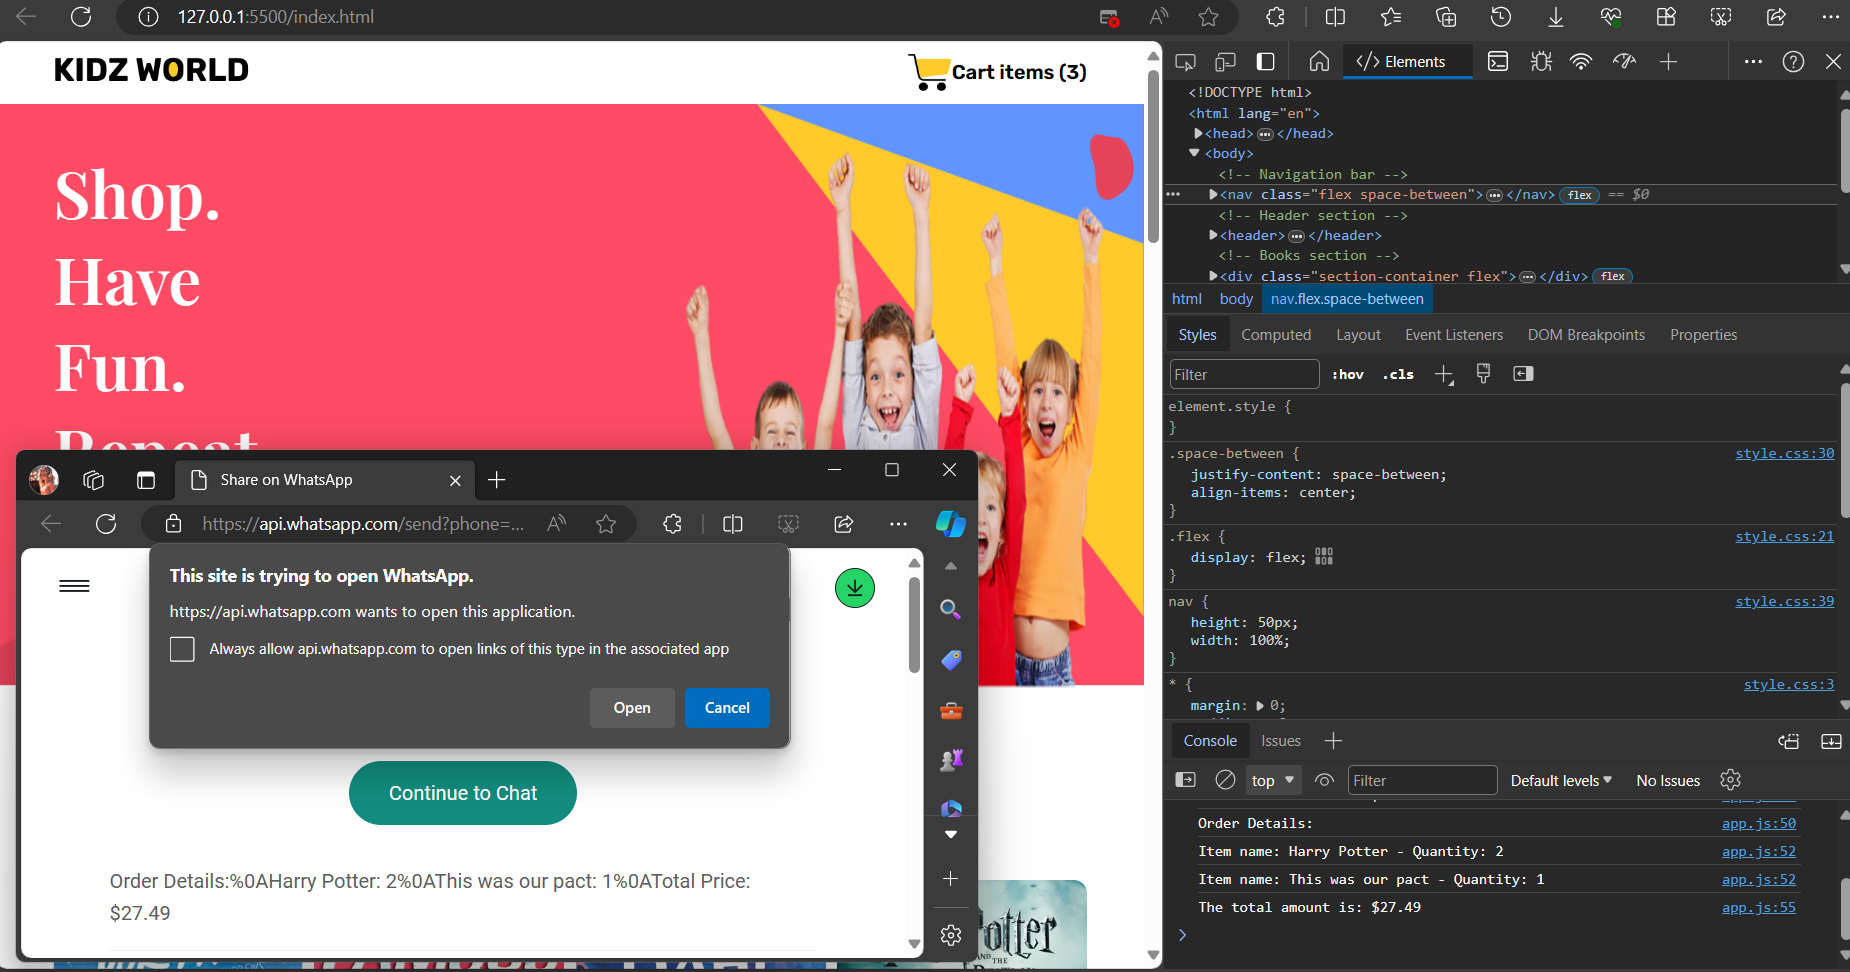 127.0.0.1:5500/index.html
KIDZ WORLD
Cart items (3)
Shop.
Have
Fun.
Repeat
Share on WhatsApp
https://api.whatsapp.com/send?phone=...
This site is trying to open WhatsApp.
https://api.whatsapp.com wants to open this application.
Always allow api.whatsapp.com to open links of this type in the associated app
Open
Cancel
Continue to Chat
Order Details:%0AHarry Potter: 2%0AThis was our pact: 1%0ATotal Price:
$27.49
Potter
AND THE
Elements
<!DOCTYPE html>
<html lang="en">
<head>
</head>
<body>
<!-- Navigation bar -->
<nav class="flex space-between">
</nav>
flex
== $0
<!-- Header section -->
<header>
</header>
<!-- Books section -->
<div class="section-container flex">
</div>
flex
html
body
nav.flex.space-between
Styles
Computed
Layout
Event Listeners
DOM Breakpoints
Properties
Filter
:hov
.cls
element.style {
}
.space-between {
style.css:30
justify-content: space-between;
align-items: center;
}
.flex {
style.css:21
display: flex;
}
nav {
style.css:39
height: 50px;
width: 100%;
}
* {
style.css:3
margin: 0;
Console
Issues
top
Filter
Default levels
No Issues
Order Details:
app.js:50
Item name: Harry Potter - Quantity: 2
app.js:52
Item name: This was our pact - Quantity: 1
app.js:52
The total amount is: $27.49
app.js:55